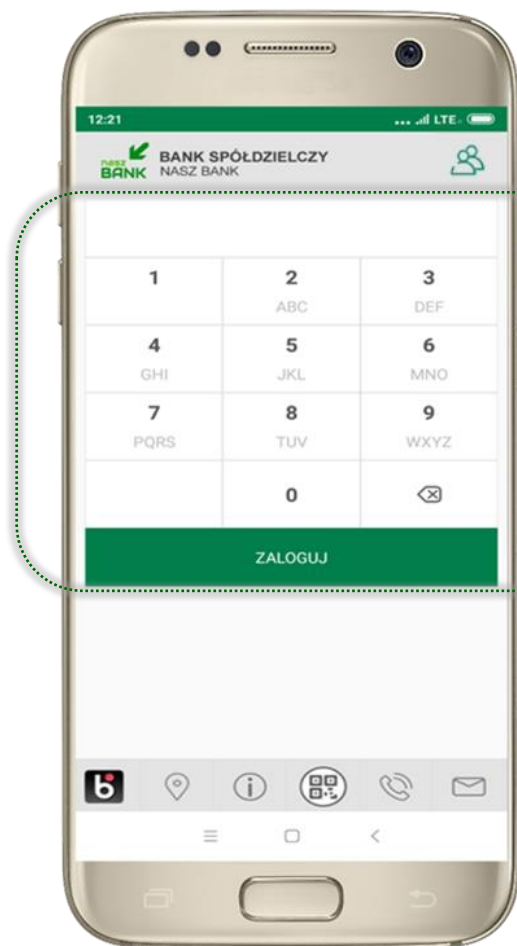 12:21 ... LTE
nasz BANK
BANK SPÓŁDZIELCZY
NASZ BANK
1 2 3
ABC DEF
4 5 6
GHI JKL MNO
7 8 9
PQRS TUV WXYZ
0
ZALOGUJ
b
i